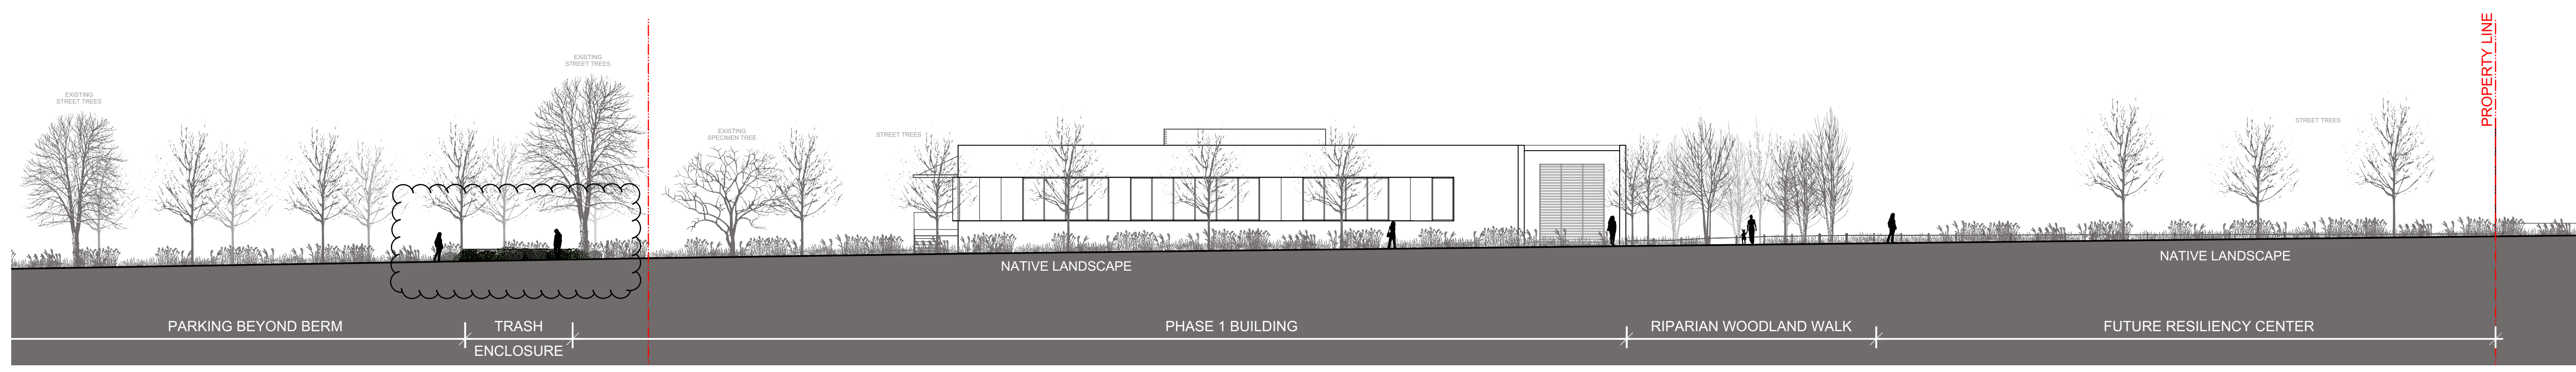 EXISTING
STREET TREES
EXISTING
STREET TREES
EXISTING
SPECIMEN TREE
STREET TREES
STREET TREES
PROPERTY LINE
NATIVE LANDSCAPE
NATIVE LANDSCAPE
PARKING BEYOND BERM
TRASH
ENCLOSURE
PHASE 1 BUILDING
RIPARIAN WOODLAND WALK
FUTURE RESILIENCY CENTER